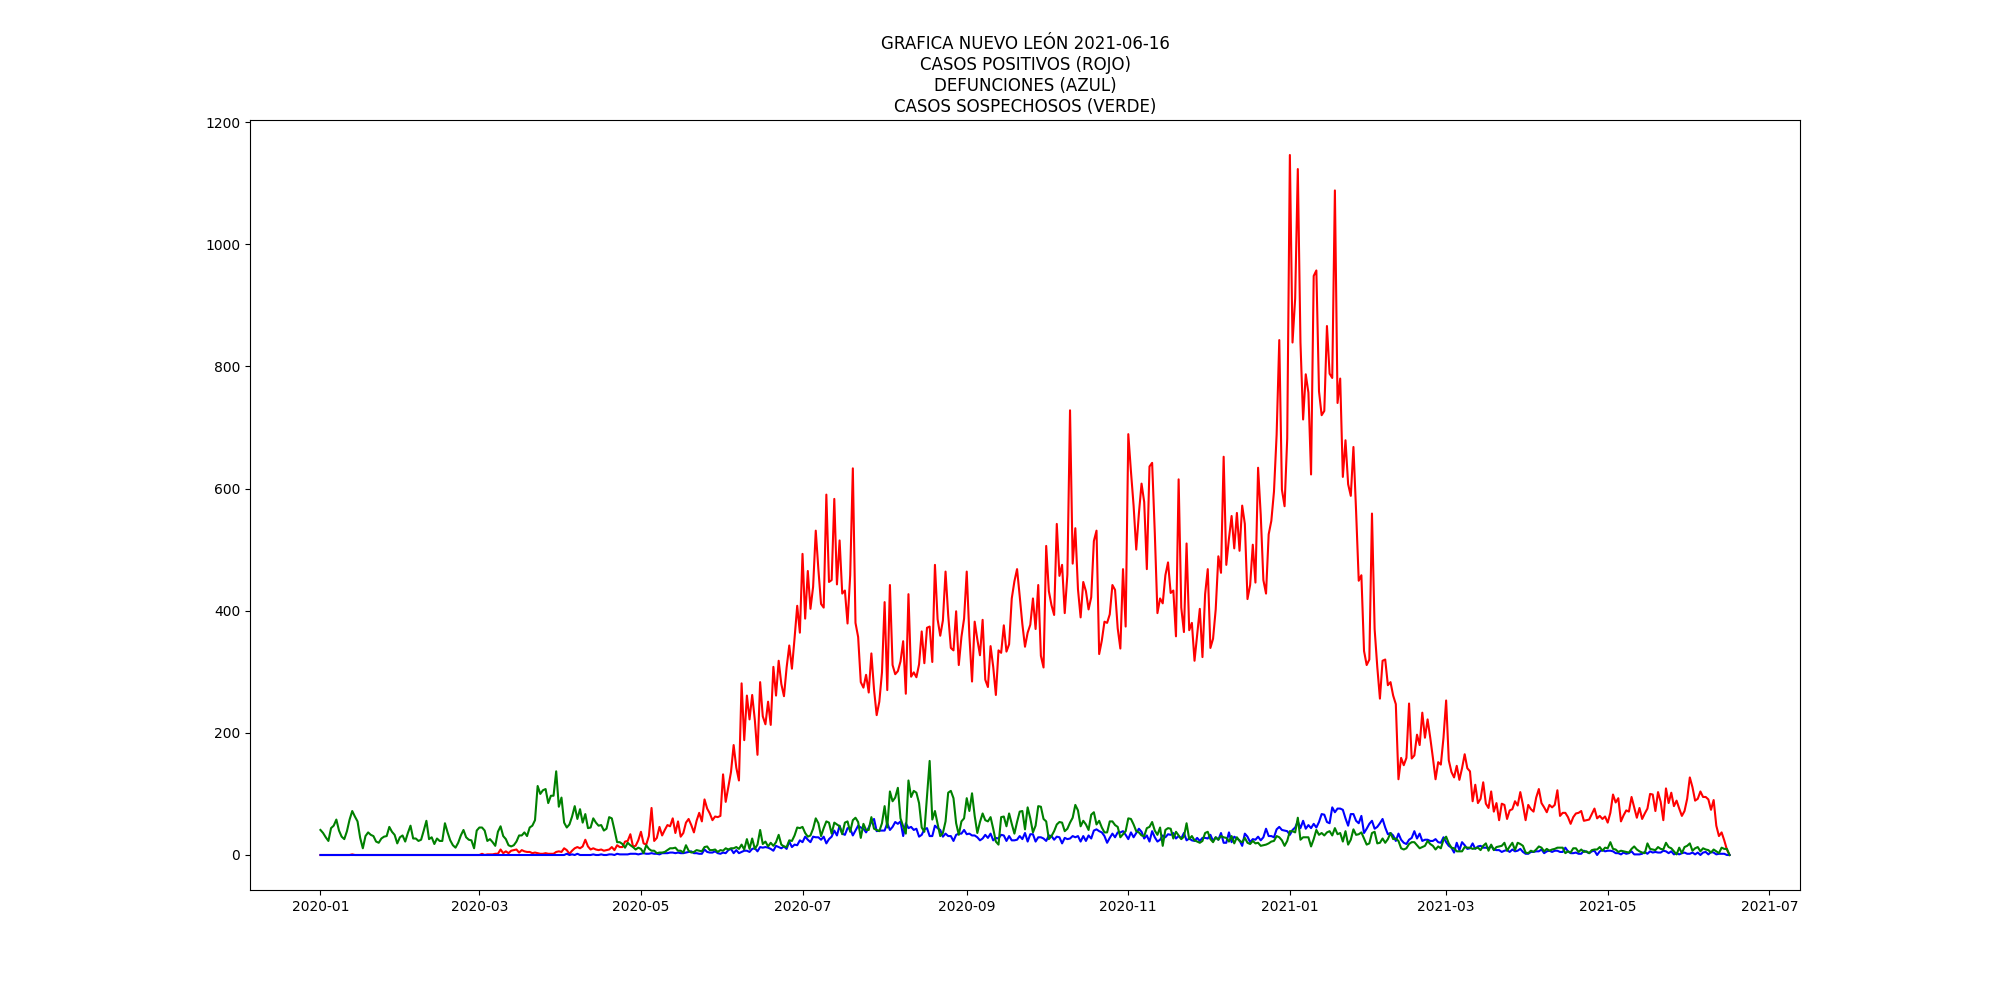 GRAFICA NUEVO LEÓN 2021-06-16
CASOS POSITIVOS (ROJO)
DEFUNCIONES (AZUL)
CASOS SOSPECHOSOS (VERDE)
1200
1000
800
600
400
200
0
2020-01 2020-03 2020-05 2020-07 2020-09 2020-11 2021-01 2021-03 2021-05 2021-07